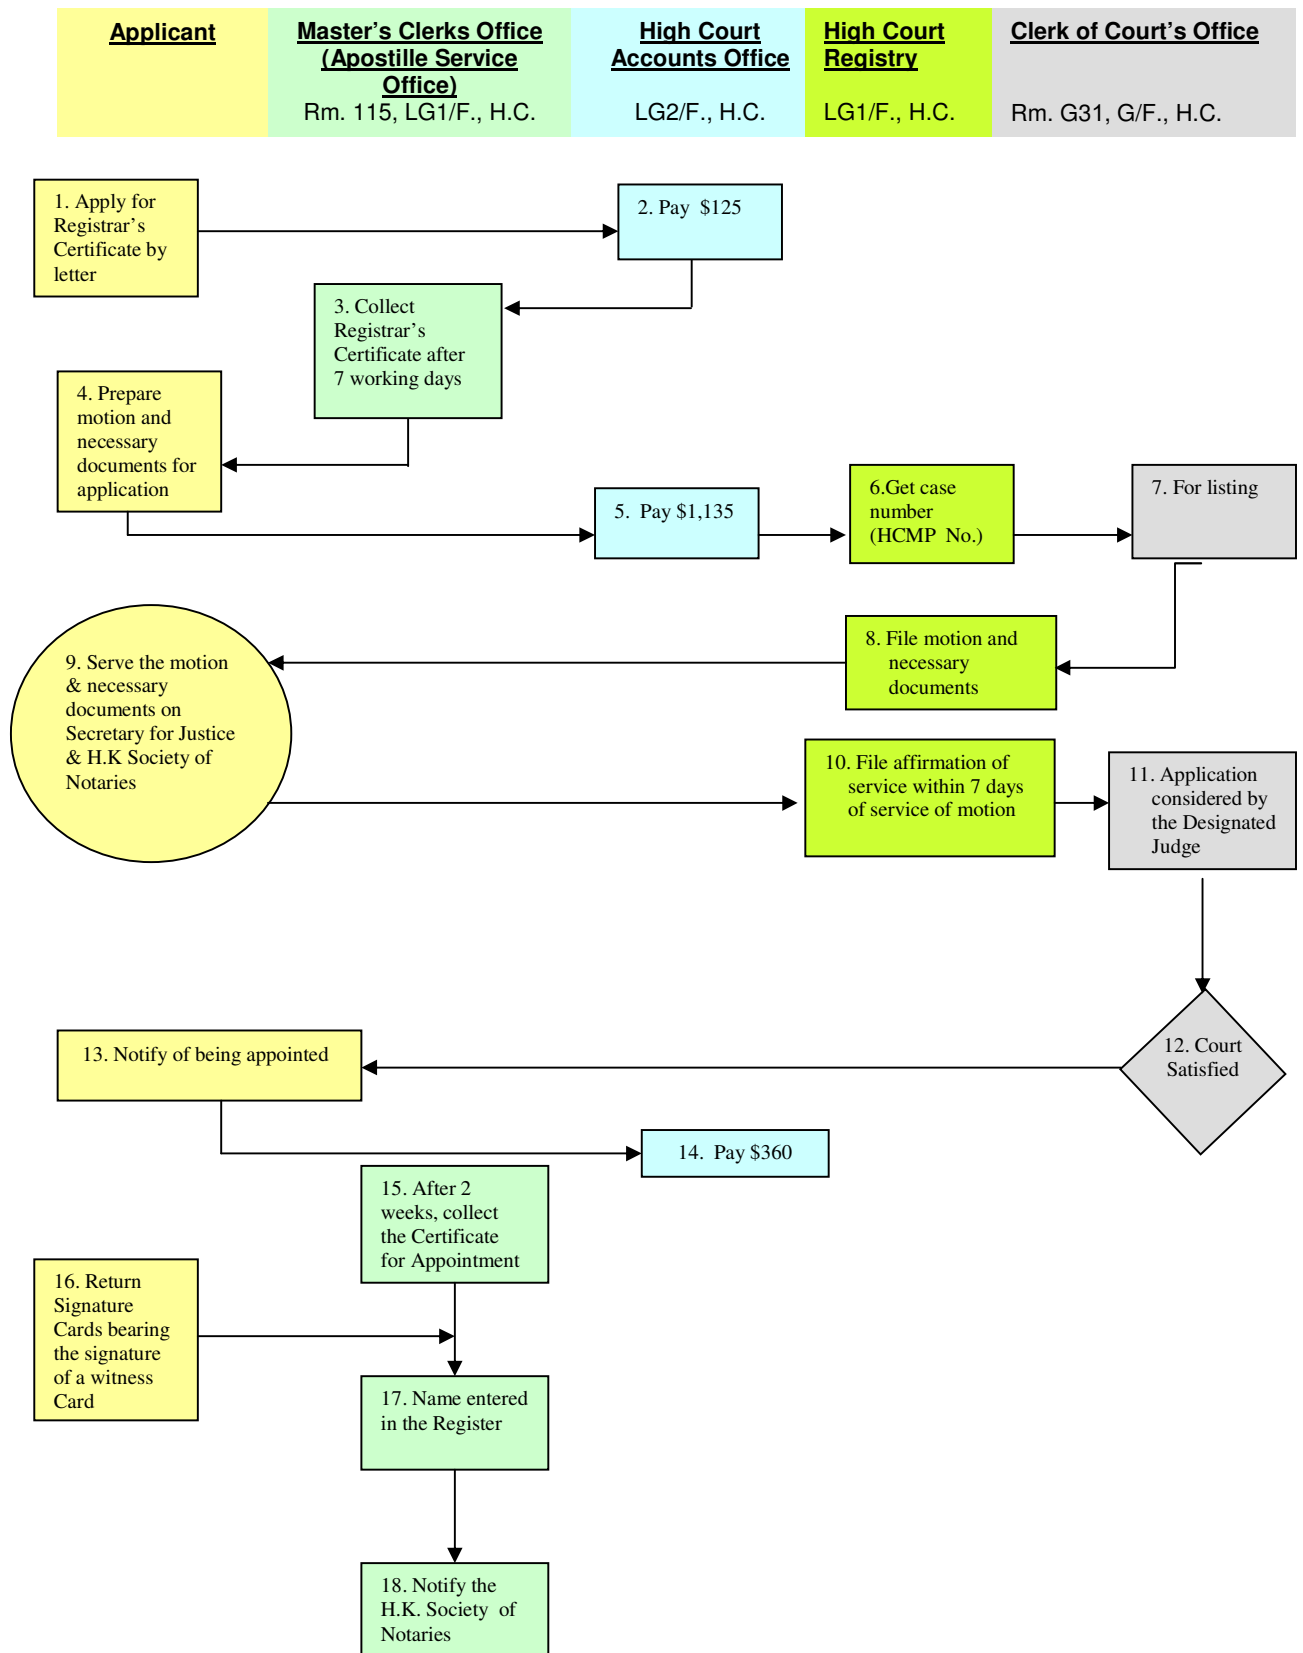 Applicant
Master’s Clerks Office
(Apostille Service
Office)
Rm. 115, LG1/F., H.C.
High Court
Accounts Office
LG2/F., H.C.
High Court
Registry
LG1/F., H.C.
Clerk of Court’s Office
Rm. G31, G/F., H.C.
1. Apply for
Registrar’s
Certificate by
letter
2. Pay $125
3. Collect
Registrar’s
Certificate after
7 working days
4. Prepare
motion and
necessary
documents for
application
5. Pay $1,135
6.Get case
number
(HCMP No.)
7. For listing
8. File motion and
necessary
documents
9. Serve the motion
& necessary
documents on
Secretary for Justice
& H.K Society of
Notaries
10. File affirmation of
service within 7 days
of service of motion
11. Application
considered by
the Designated
Judge
12. Court
Satisfied
13. Notify of being appointed
14. Pay $360
15. After 2
weeks, collect
the Certificate
for Appointment
16. Return
Signature
Cards bearing
the signature
of a witness
Card
17. Name entered
in the Register
18. Notify the
H.K. Society of
Notaries